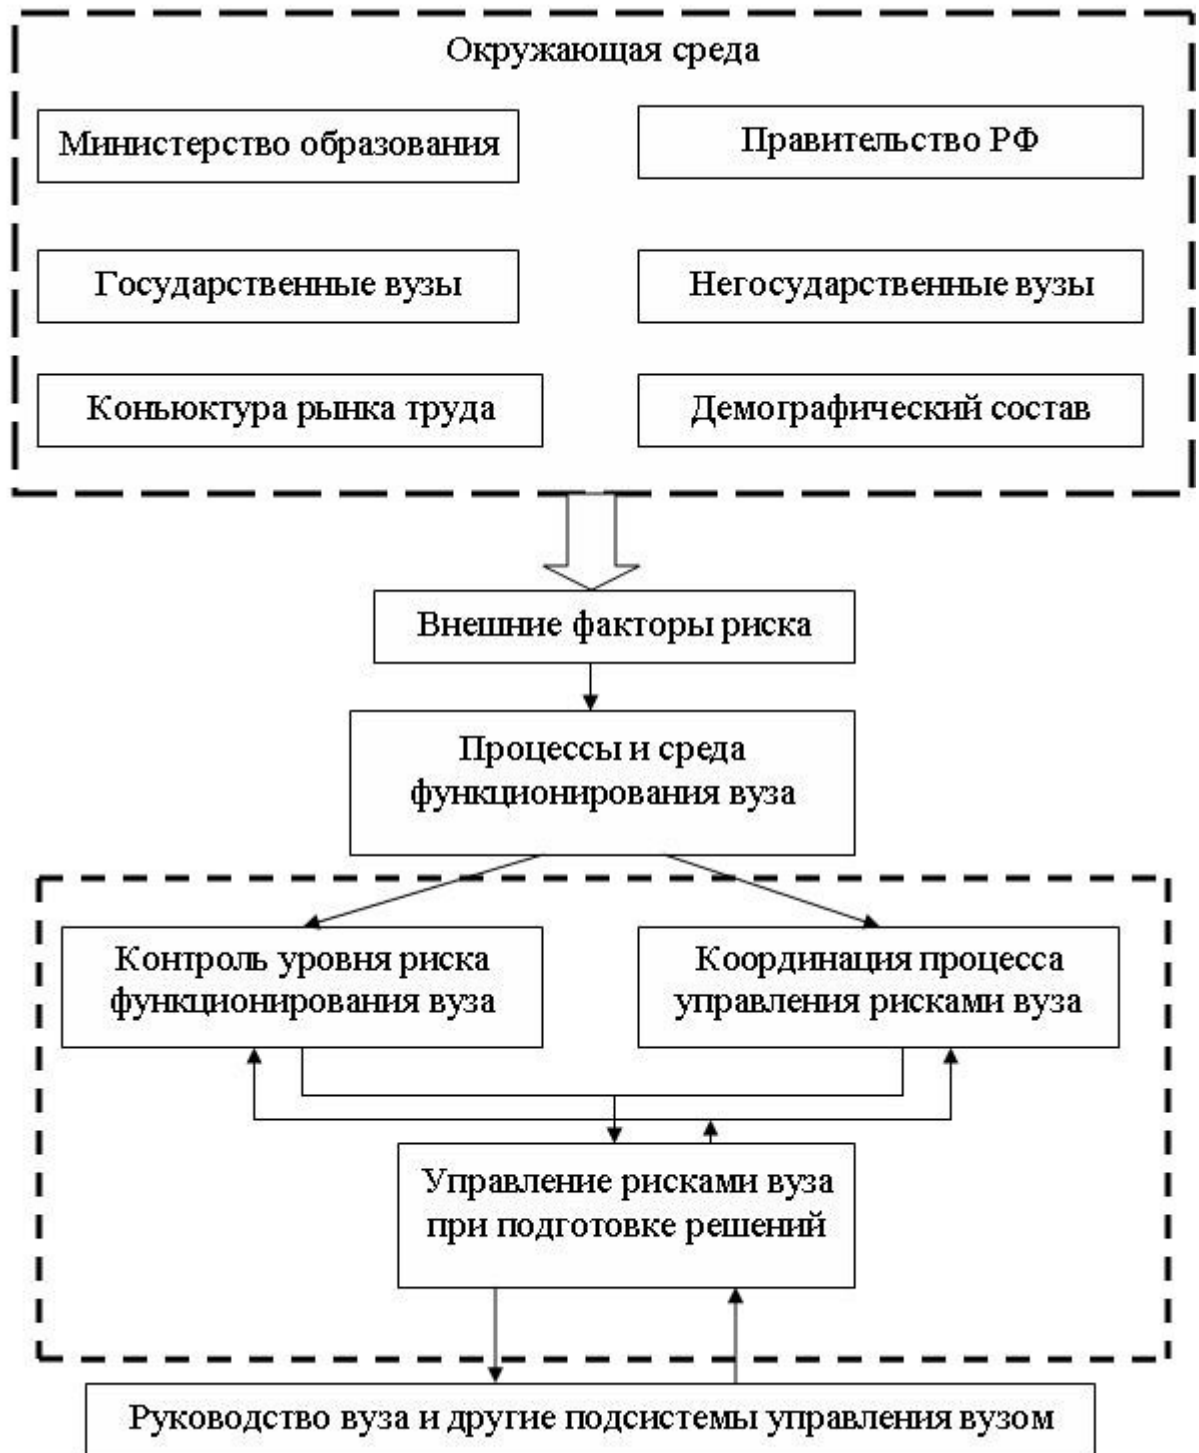 Окружающая среда
Министерство образования
Правительство РФ
Государственные вузы
Негосударственные вузы
Коньюктура рынка труда
Демографический состав
Внешние факторы риска
Процессы и среда
функционирования вуза
Контроль уровня риска
функционирования вуза
Координация процесса
управления рисками вуза
Управление рисками вуза
при подготовке решений
Руководство вуза и другие подсистемы управления вузом